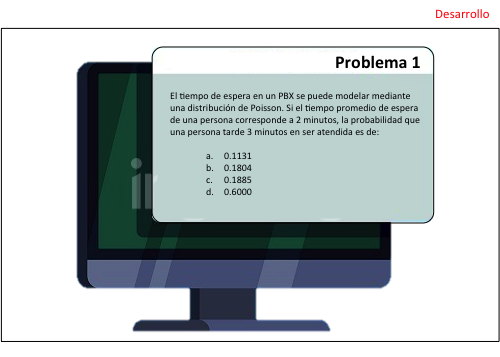 Desarrollo
Problema 1
El tiempo de espera en un PBX se puede modelar mediante
una distribución de Poisson. Si el tiempo promedio de espera
de una persona corresponde a 2 minutos, la probabilidad que
una persona tarde 3 minutos en ser atendida es de:
a. 0.1131
b. 0.1804
c. 0.1885
d. 0.6000